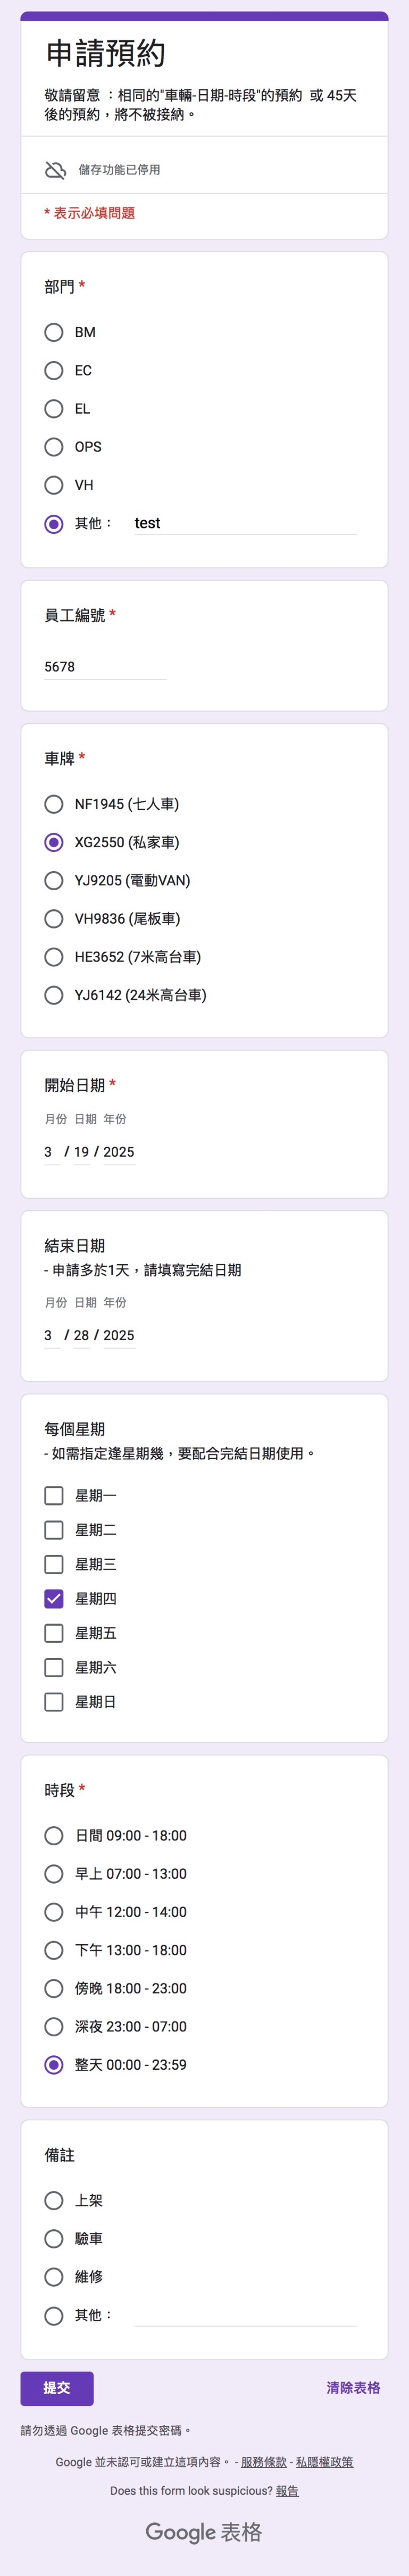 申請預約
敬請留意 ：相同的"車輛-日期-時段"的預約  或 45天
後的預約，將不被接納。
儲存功能已停用
* 表示必填問題
部門 *
BM
EC
EL
OPS
VH
其他： test
員工編號 *
5678
車牌 *
NF1945 (七人車)
XG2550 (私家車)
YJ9205 (電動VAN)
VH9836 (尾板車)
HE3652 (7米高台車)
YJ6142 (24米高台車)
開始日期 *
月份 日期 年份
3 / 19 / 2025
結束日期
- 申請多於1天，請填寫完結日期
月份 日期 年份
3 / 28 / 2025
每個星期
- 如需指定逢星期幾，要配合完結日期使用。
星期一
星期二
星期三
星期四
星期五
星期六
星期日
時段 *
日間 09:00 - 18:00
早上 07:00 - 13:00
中午 12:00 - 14:00
下午 13:00 - 18:00
傍晚 18:00 - 23:00
深夜 23:00 - 07:00
整天 00:00 - 23:59
備註
上架
驗車
維修
其他：
提交 清除表格
請勿透過 Google 表格提交密碼。
Google 並未認可或建立這項內容。 - 服務條款 - 私隱權政策
Does this form look suspicious? 報告
Google 表格